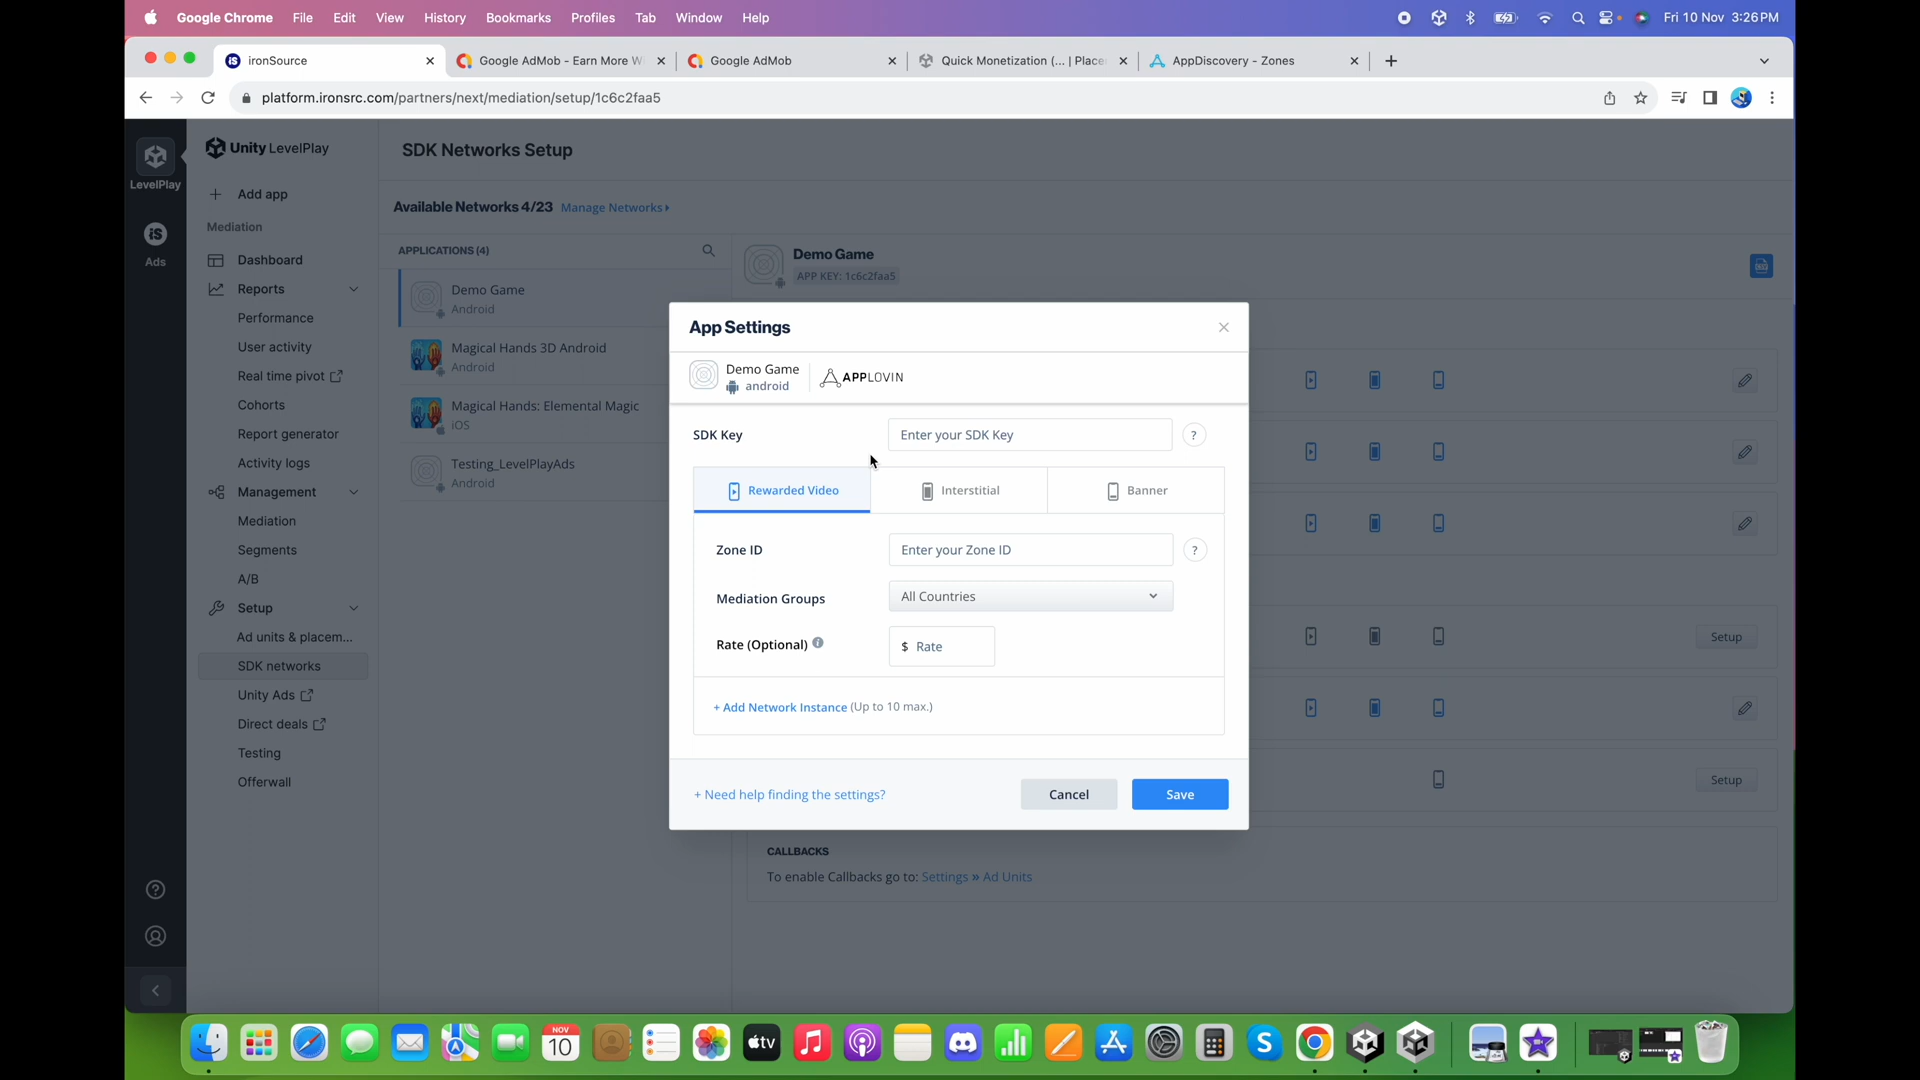 Google Chrome File Edit View History Bookmarks Profiles Tab Window Help Fri 10 Nov 3:26 PM
ironSource
Google AdMob - Earn More W
Google AdMob
Quick Monetization (... | Place
AppDiscovery - Zones
platform.ironsrc.com/partners/next/mediation/setup/1c6c2faa5
LevelPlay
iS
Ads
Unity LevelPlay
Add app
Mediation
Dashboard
Reports
Performance
User activity
Real time pivot
Cohorts
Report generator
Activity logs
Management
Mediation
Segments
A/B
Setup
Ad units & placem...
SDK networks
Unity Ads
Direct deals
Testing
Offerwall
SDK Networks Setup
Available Networks 4/23 Manage Networks
APPLICATIONS (4)
Demo Game
Android
Magical Hands 3D Android
Android
Magical Hands: Elemental Magic
iOS
Testing_LevelPlayAds
Android
Demo Game
APP KEY: 1c6c2faa5
App Settings
Demo Game
android
APPLOVIN
SDK Key
Enter your SDK Key
?
Rewarded Video
Interstitial
Banner
Zone ID
Enter your Zone ID
?
Mediation Groups
All Countries
Rate (Optional)
$ Rate
+ Add Network Instance (Up to 10 max.)
+ Need help finding the settings?
Cancel
Save
Setup
Setup
CALLBACKS
To enable Callbacks go to: Settings » Ad Units
NOV
10
tv